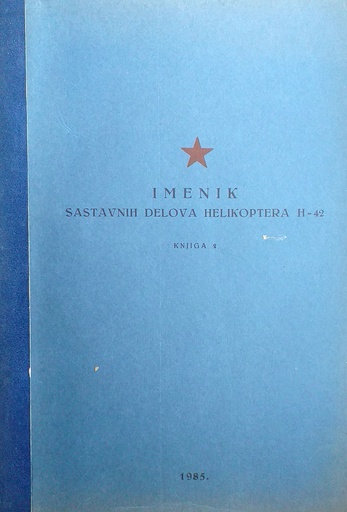 IMENIK
SASTAVNIH DELOVA HELIKOPTERA H-42
KNJIGA 2
1985.